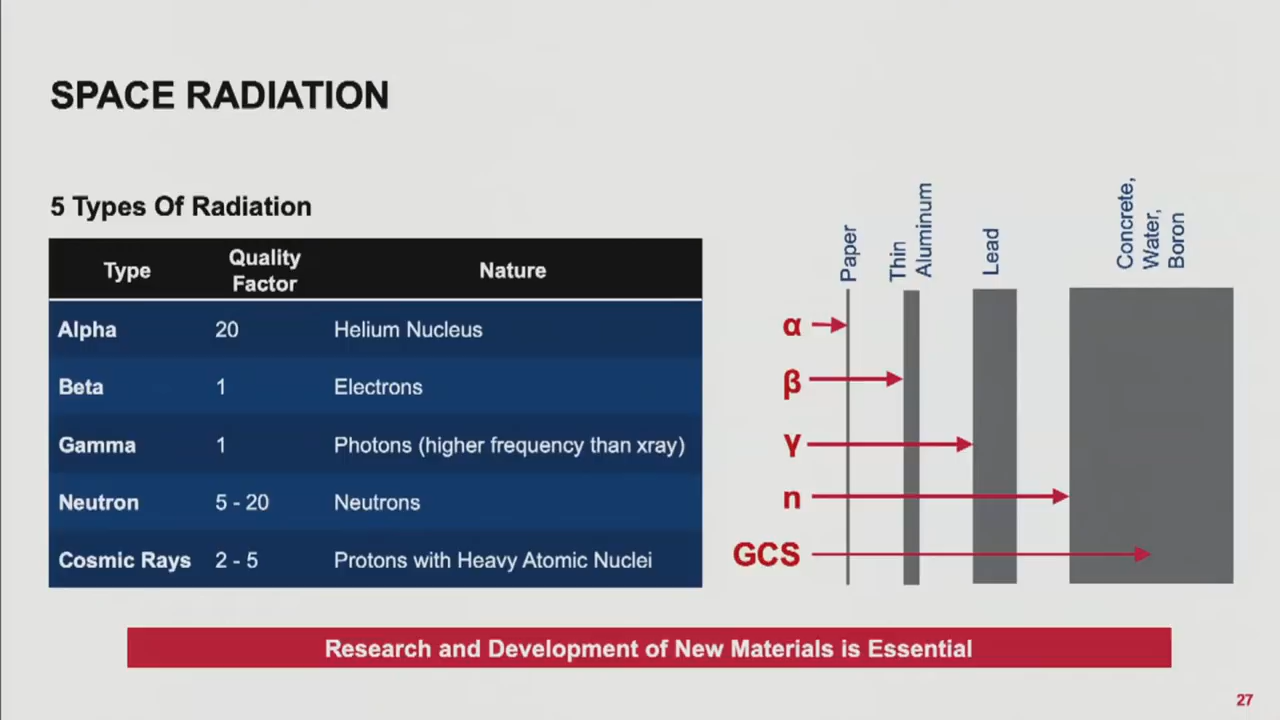 SPACE RADIATION
5 Types Of Radiation
Type
Quality
Factor
Nature
Alpha 20 Helium Nucleus
Beta 1 Electrons
Gamma 1 Photons (higher frequency than xray)
Neutron 5 - 20 Neutrons
Cosmic Rays 2 - 5 Protons with Heavy Atomic Nuclei
Paper
Thin
Aluminum
Lead
Concrete,
Water,
Boron
α
β
γ
n
GCS
Research and Development of New Materials is Essential
27